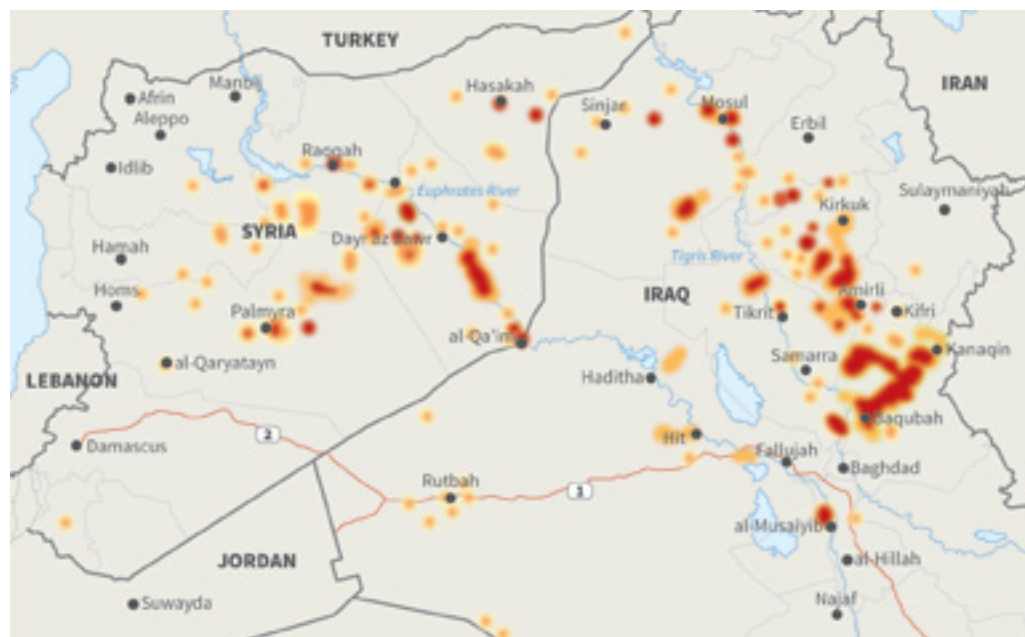 TURKEY
IRAN
Hasakah
Manbij
Afrin
Sinjar
Mosul
Aleppo
Erbil
Raqqah
Idlib
Euphrates River
Sulaymaniyah
Kirkuk
SYRIA
Dayr az Zawr
Hamah
Tigris River
Homs
IRAQ
Amirli
Palmyra
Tikrit
Kifri
al-Qa'im
Kanaqin
Samarra
al-Qaryatayn
LEBANON
Haditha
Baqubah
2
Hit
Damascus
Fallujah
Baghdad
Rutbah
1
al-Musaiyib
JORDAN
al-Hillah
Suwayda
Najaf